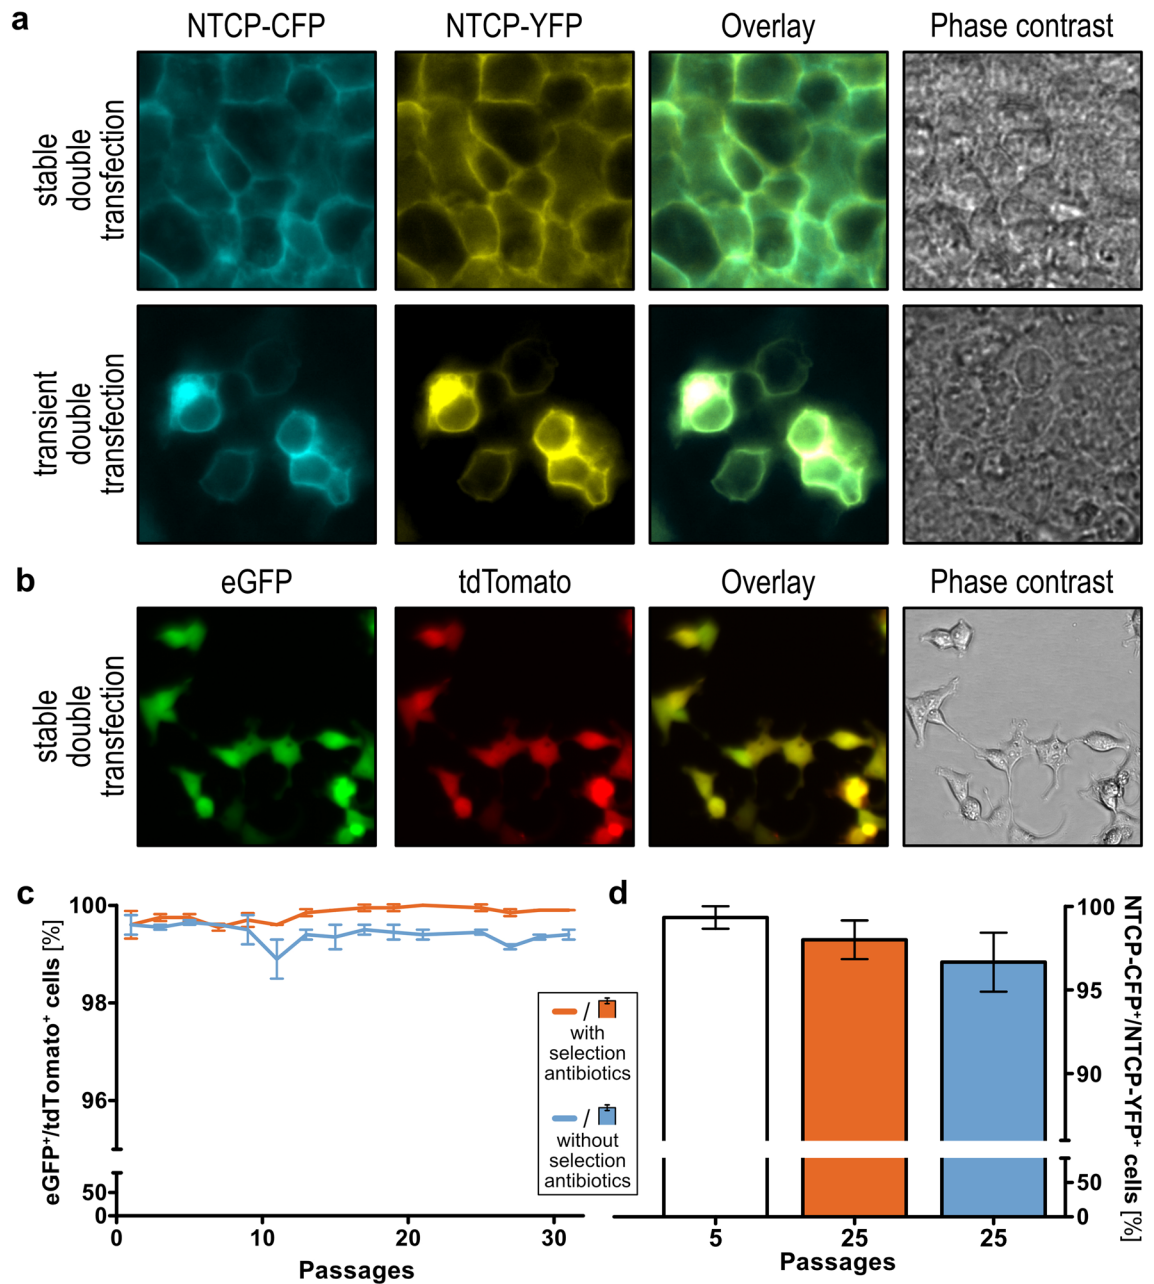 a
NTCP-CFP
NTCP-YFP
Overlay
Phase contrast
stable
double
transfection
transient
double
transfection
b
eGFP
tdTomato
Overlay
Phase contrast
stable
double
transfection
c
eGFP⁺/tdTomato⁺ cells [%]
100
98
96
50
0
0
10
20
30
Passages
/
with
selection
antibiotics
/
without
selection
antibiotics
d
NTCP-CFP⁺/NTCP-YFP⁺ cells [%]
100
95
90
50
0
5
25
25
Passages